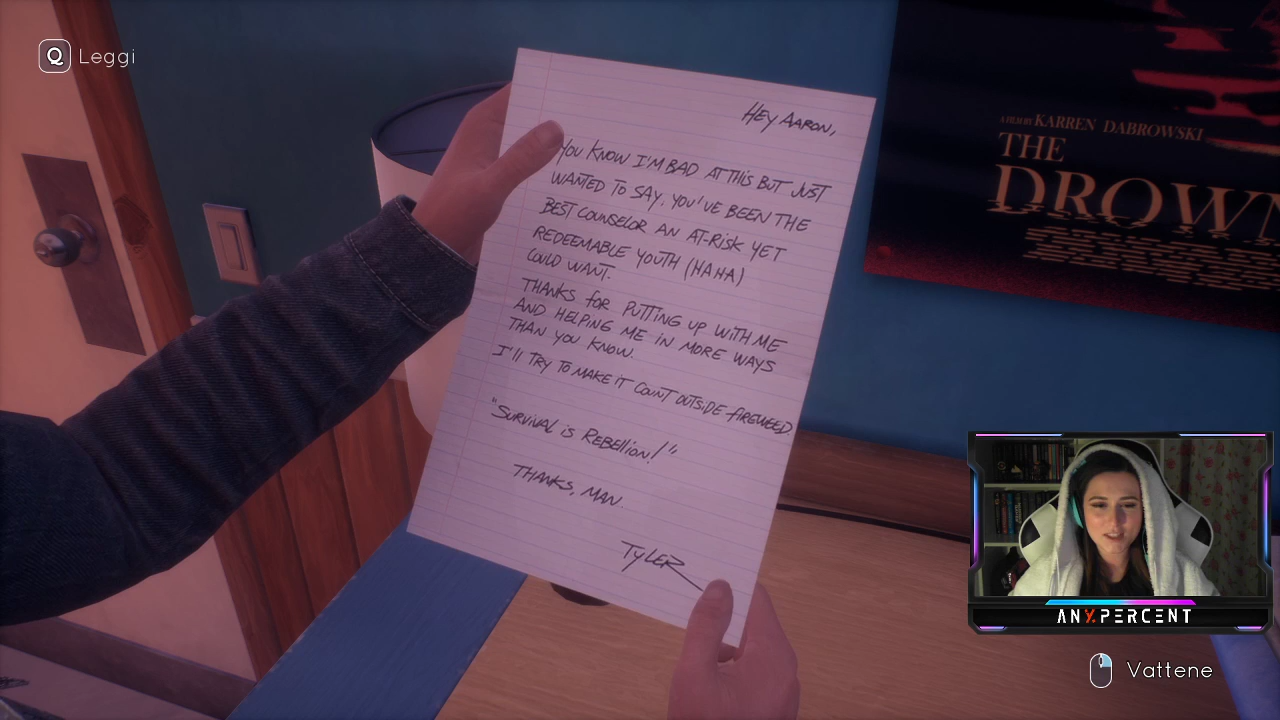 Q Leggi
HEY AARON,
YOU KNOW I'M BAD AT THIS BUT JUST
WANTED TO SAY, YOU'VE BEEN THE
BEST COUNSELOR AN AT-RISK YET
REDEEMABLE YOUTH (HAHA)
COULD WANT.
THANKS FOR PUTTING UP WITH ME
AND HELPING ME IN MORE WAYS
THAN YOU KNOW.
I'LL TRY TO MAKE IT COUNT OUTSIDE FIREWEED
"SURVIVAL IS REBELLION!"
THANKS, MAN.
TYLER
A FILM BY KARREN DABROWSKI
THE
DROWN
ANY.PERCENT
Vattene